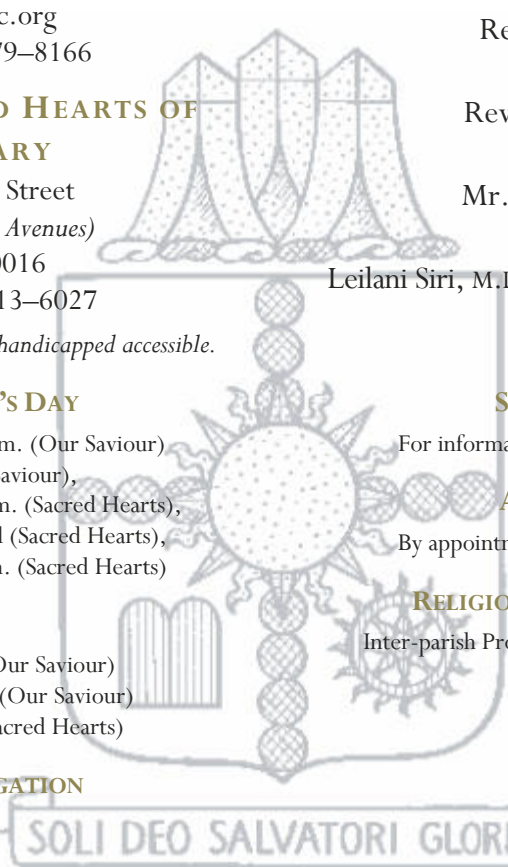 c.org
79–8166
D HEARTS OF
ARY
Street
Avenues)
0016
13–6027
handicapped accessible.
'S DAY
m. (Our Saviour)
aviour),
m. (Sacred Hearts),
l (Sacred Hearts),
n. (Sacred Hearts)
Our Saviour)
(Our Saviour)
acred Hearts)
GATION
Re
Rev
Mr.
Leilani Siri, M.D
S
For informa
A
By appointm
RELIGIO
Inter-parish Pro
SOLI DEO SALVATORI GLORI